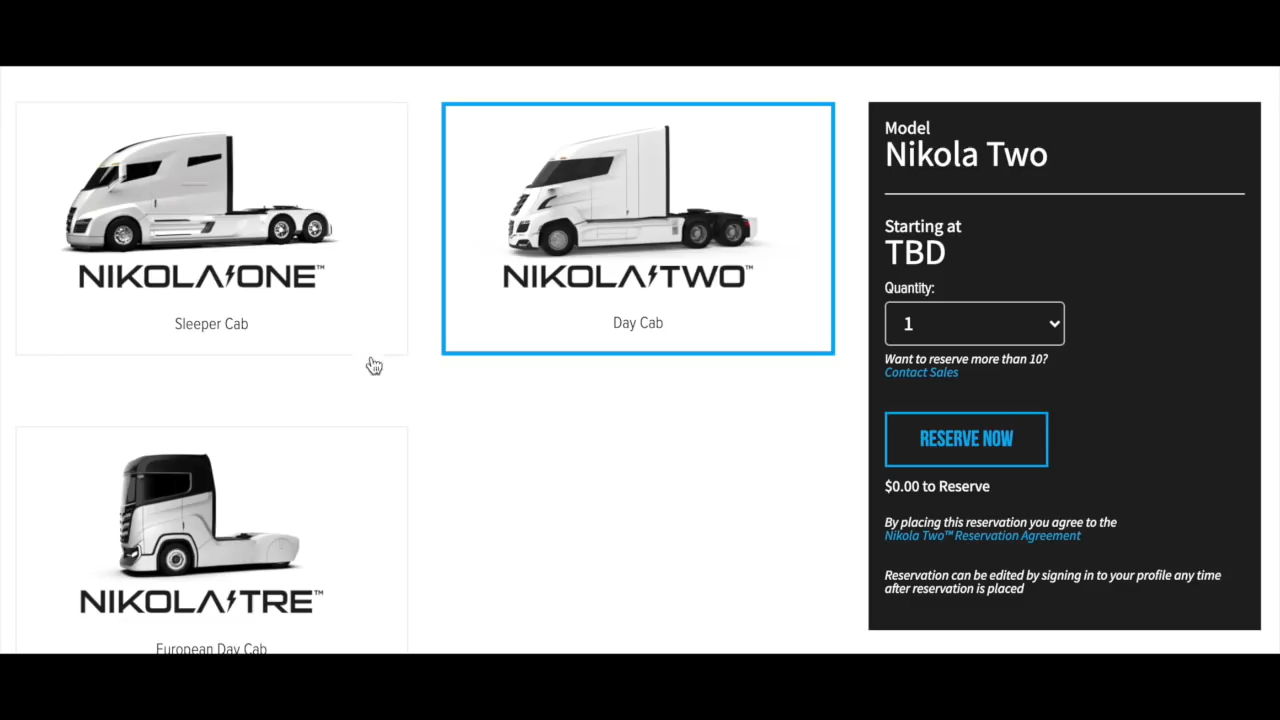 NIKOLA ONE™
Sleeper Cab
NIKOLA TWO™
Day Cab
NIKOLA TRE™
European Day Cab
Model
Nikola Two
Starting at
TBD
Quantity:
1
Want to reserve more than 10?
Contact Sales
RESERVE NOW
$0.00 to Reserve
By placing this reservation you agree to the
Nikola Two™ Reservation Agreement
Reservation can be edited by signing in to your profile any time
after reservation is placed